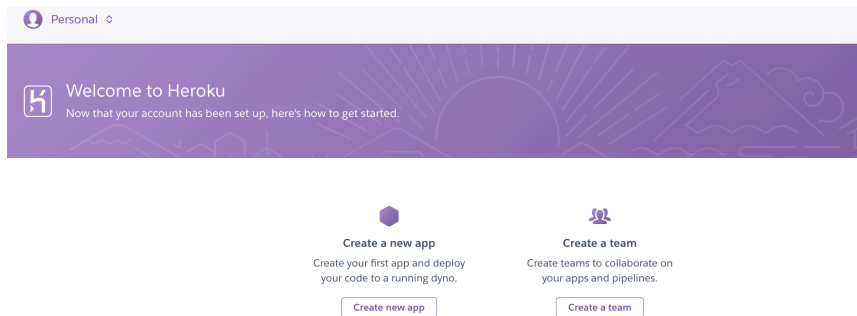 Personal
Welcome to Heroku
Now that your account has been set up, here's how to get started.
Create a new app
Create your first app and deploy
your code to a running dyno.
Create new app
Create a team
Create teams to collaborate on
your apps and pipelines.
Create a team